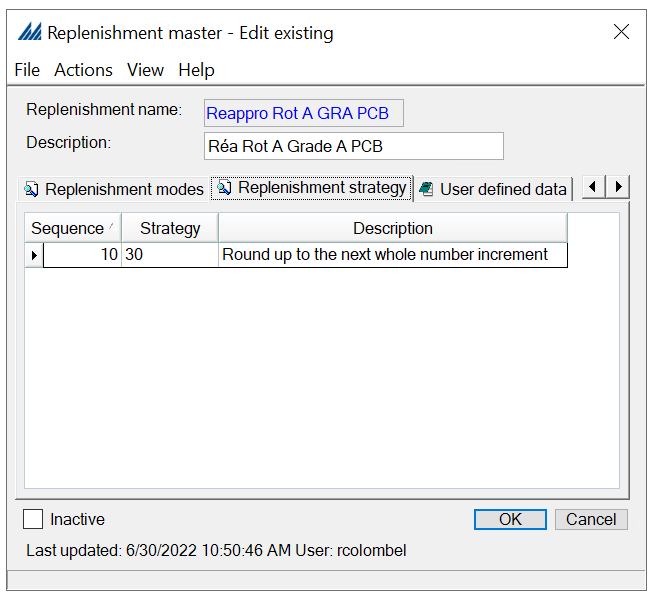 Replenishment master - Edit existing
File Actions View Help
Replenishment name: Reappro Rot A GRA PCB
Description: Réa Rot A Grade A PCB
Replenishment modes Replenishment strategy User defined data
Sequence Strategy Description
10 30 Round up to the next whole number increment
Inactive OK Cancel
Last updated: 6/30/2022 10:50:46 AM User: rcolombel